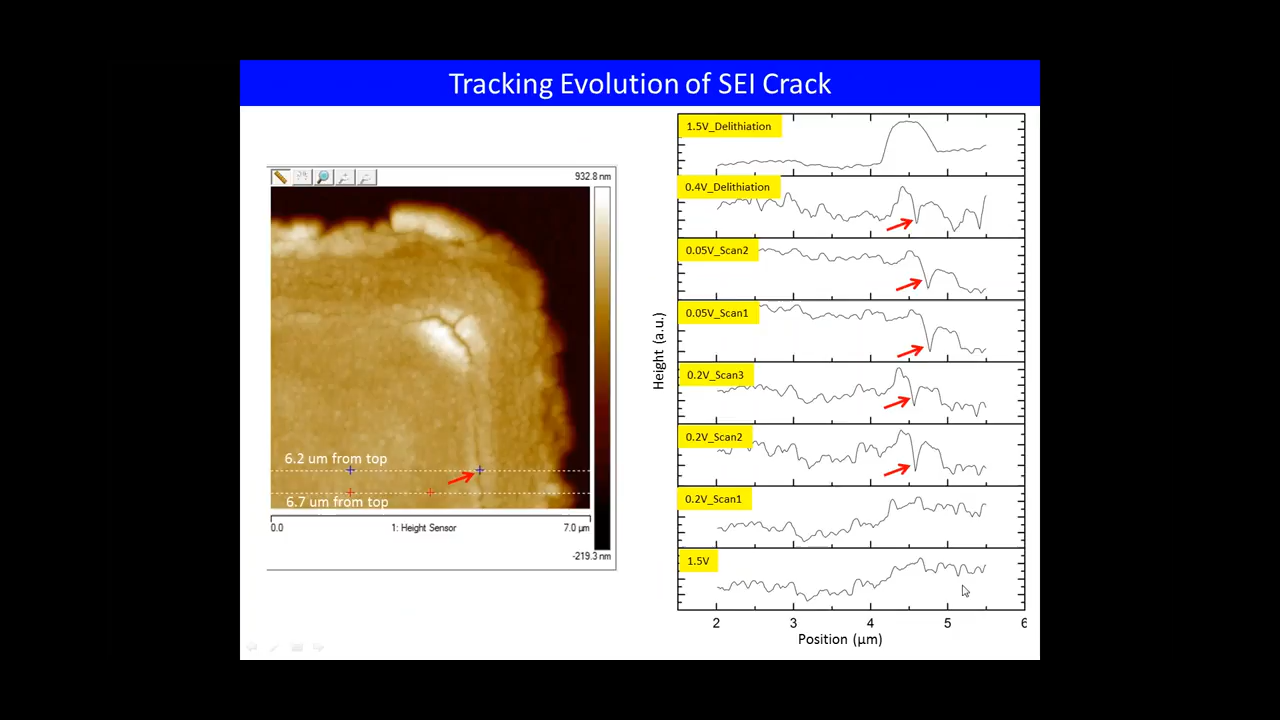 Tracking Evolution of SEI Crack
932.8 nm
6.2 um from top
6.7 um from top
0.0
1: Height Sensor
7.0 µm
-219.3 nm
1.5V_Delithiation
0.4V_Delithiation
0.05V_Scan2
0.05V_Scan1
0.2V_Scan3
0.2V_Scan2
0.2V_Scan1
1.5V
Height (a.u.)
2 3 4 5 6
Position (µm)